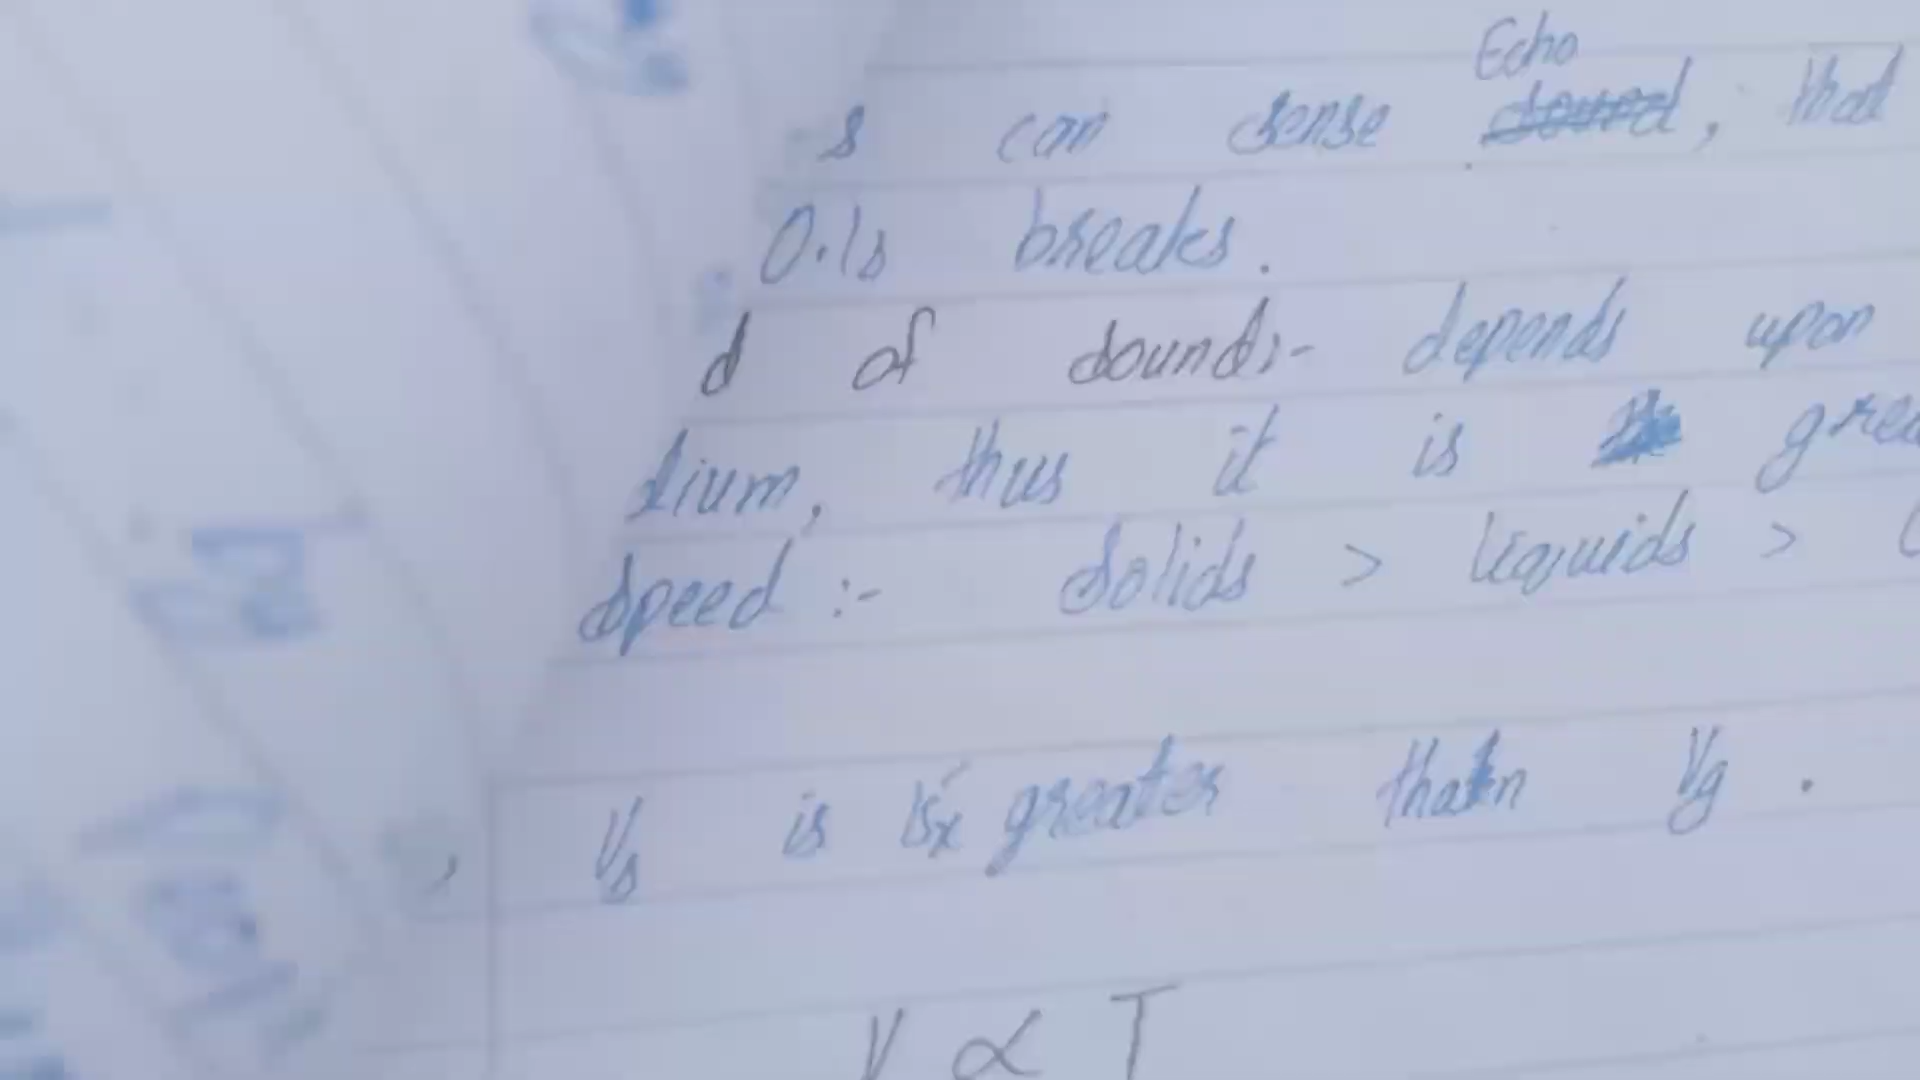 Echo
s can sense sound, that
0.1s breaks.
d of sound:- depends upon
dium, thus it is grea
speed :- Solids > liquids >
Vs is 15x greater than Vg .
V ∝ T